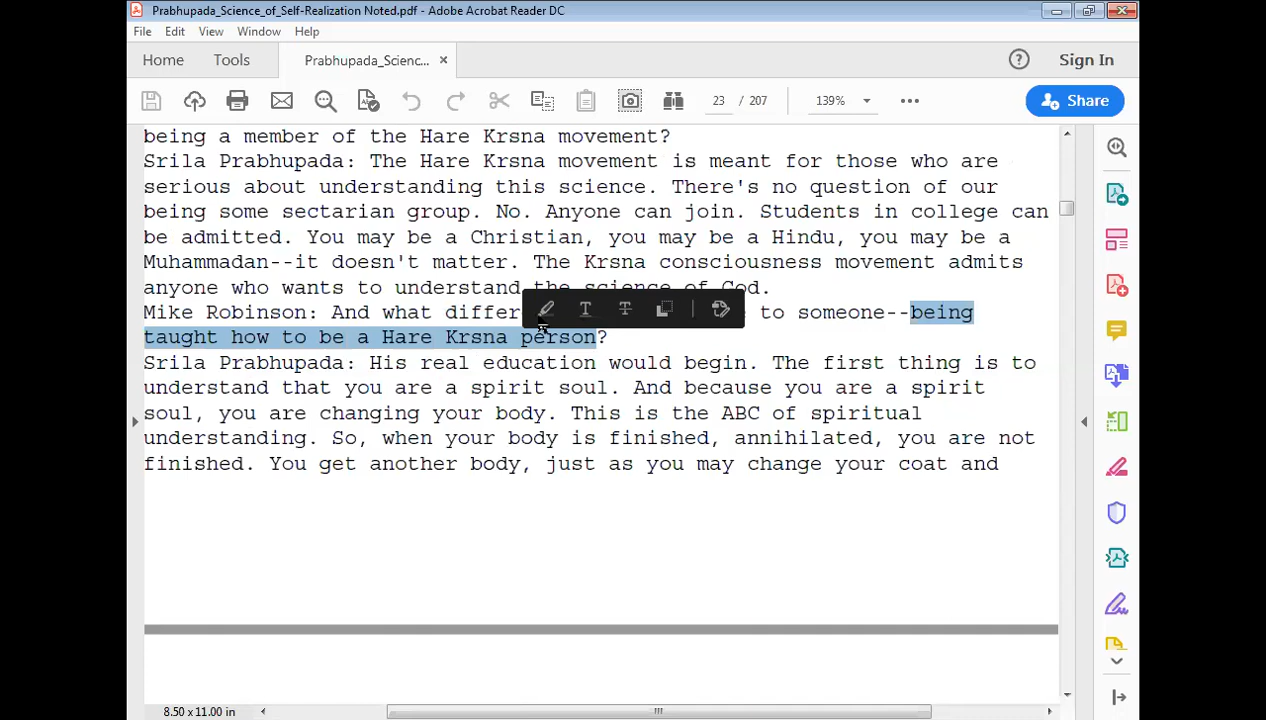 Prabhupada_Science_of_Self-Realization Noted.pdf - Adobe Acrobat Reader DC
File Edit View Window Help
Home Tools Prabhupada_Scienc... × Sign In
23 / 207 139% Share
being a member of the Hare Krsna movement?
Srila Prabhupada: The Hare Krsna movement is meant for those who are
serious about understanding this science. There's no question of our
being some sectarian group. No. Anyone can join. Students in college can
be admitted. You may be a Christian, you may be a Hindu, you may be a
Muhammadan--it doesn't matter. The Krsna consciousness movement admits
anyone who wants to understand the science of God.
Mike Robinson: And what differ to someone--being
taught how to be a Hare Krsna person?
Srila Prabhupada: His real education would begin. The first thing is to
understand that you are a spirit soul. And because you are a spirit
soul, you are changing your body. This is the ABC of spiritual
understanding. So, when your body is finished, annihilated, you are not
finished. You get another body, just as you may change your coat and
8.50 x 11.00 in